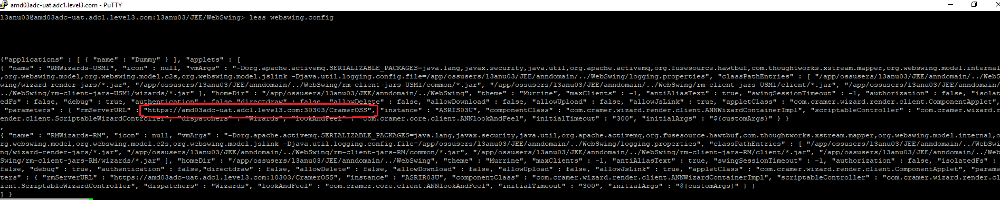 amd03adc-uat.adc1.level3.com - PuTTY
l3anu03@amd03adc-uat.adc1.level3.com:l3anu03/JEE/WebSwing> less webswing.config
{"applications" : [ { "name" : "Dummy" } ], "applets" : [
{ "name" : "RMWizards-USM1", "icon" : null, "vmArgs" : "-Dorg.apache.activemq.SERIALIZABLE_PACKAGES=java.lang,javax.security,java.util,org.apache.activemq,org.fusesource.hawtbuf,com.thoughtworks.xstream.mapper,org.webswing.model.internal
,org.webswing.model,org.webswing.model.c2s,org.webswing.model.jslink -Djava.util.logging.config.file=/app/ossusers/l3anu03/JEE/anndomain/../WebSwing/logging.properties", "classPathEntries" : [ "/app/ossusers/l3anu03/JEE/anndomain/../WebS
wing/wizard-render-jars/*.jar", "/app/ossusers/l3anu03/JEE/anndomain/../WebSwing/rm-client-jars-USM1/common/*.jar", "/app/ossusers/l3anu03/JEE/anndomain/../WebSwing/rm-client-jars-USM1/client/*.jar", "/app/ossusers/l3anu03/JEE/anndomain/
../WebSwing/rm-client-jars-USM1/wizards/*.jar" ], "homeDir" : "/app/ossusers/l3anu03/JEE/anndomain/../WebSwing", "theme" : "Murrine", "maxClients" : -1, "antiAliasText" : true, "swingSessionTimeout" : -1, "authorization" : false, "isolat
edFs" : false, "debug" : true, "authentication" : false,"directdraw" : false, "allowDelete" : false, "allowDownload" : false, "allowUpload" : false, "allowJsLink" : true, "appletClass" : "com.cramer.wizard.render.client.ComponentApplet",
"parameters" : { "rmServerURL" : "https://amd03adc-uat.adc1.level3.com:30303/CramerOSS", "instance" : "ASRIS03U", "componentClass" : "com.cramer.wizard.render.client.ANNWizardContainerImpl", "scriptableController" : "com.cramer.wizard.r
ender.client.ScriptableWizardController", "dispatchers" : "Wizards", "lookAndFeel" : "com.cramer.core.client.ANNlookAndFeel", "initialTimeout" : "300", "initialArgs" : "${customArgs}" } }
,
{ "name" : "RMWizards-RM", "icon" : null, "vmArgs" : "-Dorg.apache.activemq.SERIALIZABLE_PACKAGES=java.lang,javax.security,java.util,org.apache.activemq,org.fusesource.hawtbuf,com.thoughtworks.xstream.mapper,org.webswing.model.internal,o
rg.webswing.model,org.webswing.model.c2s,org.webswing.model.jslink -Djava.util.logging.config.file=/app/ossusers/l3anu03/JEE/anndomain/../WebSwing/logging.properties", "classPathEntries" : [ "/app/ossusers/l3anu03/JEE/anndomain/../WebSwi
ng/wizard-render-jars/*.jar", "/app/ossusers/l3anu03/JEE/anndomain/../WebSwing/rm-client-jars-RM/common/*.jar", "/app/ossusers/l3anu03/JEE/anndomain/../WebSwing/rm-client-jars-RM/client/*.jar", "/app/ossusers/l3anu03/JEE/anndomain/../Web
Swing/rm-client-jars-RM/wizards/*.jar" ], "homeDir" : "/app/ossusers/l3anu03/JEE/anndomain/../WebSwing", "theme" : "Murrine", "maxClients" : -1, "antiAliasText" : true, "swingSessionTimeout" : -1, "authorization" : false, "isolatedFs" :
false, "debug" : true, "authentication" : false,"directdraw" : false, "allowDelete" : false, "allowDownload" : false, "allowUpload" : false, "allowJsLink" : true, "appletClass" : "com.cramer.wizard.render.client.ComponentApplet", "parame
ters" : { "rmServerURL" : "https://amd03adc-uat.adc1.level3.com:10303/CramerOSS", "instance" : "ASRIR03U", "componentClass" : "com.cramer.wizard.render.client.ANNWizardContainerImpl", "scriptableController" : "com.cramer.wizard.render.cl
ient.ScriptableWizardController", "dispatchers" : "Wizards", "lookAndFeel" : "com.cramer.core.client.ANNlookAndFeel", "initialTimeout" : "300", "initialArgs" : "${customArgs}" } }
] }